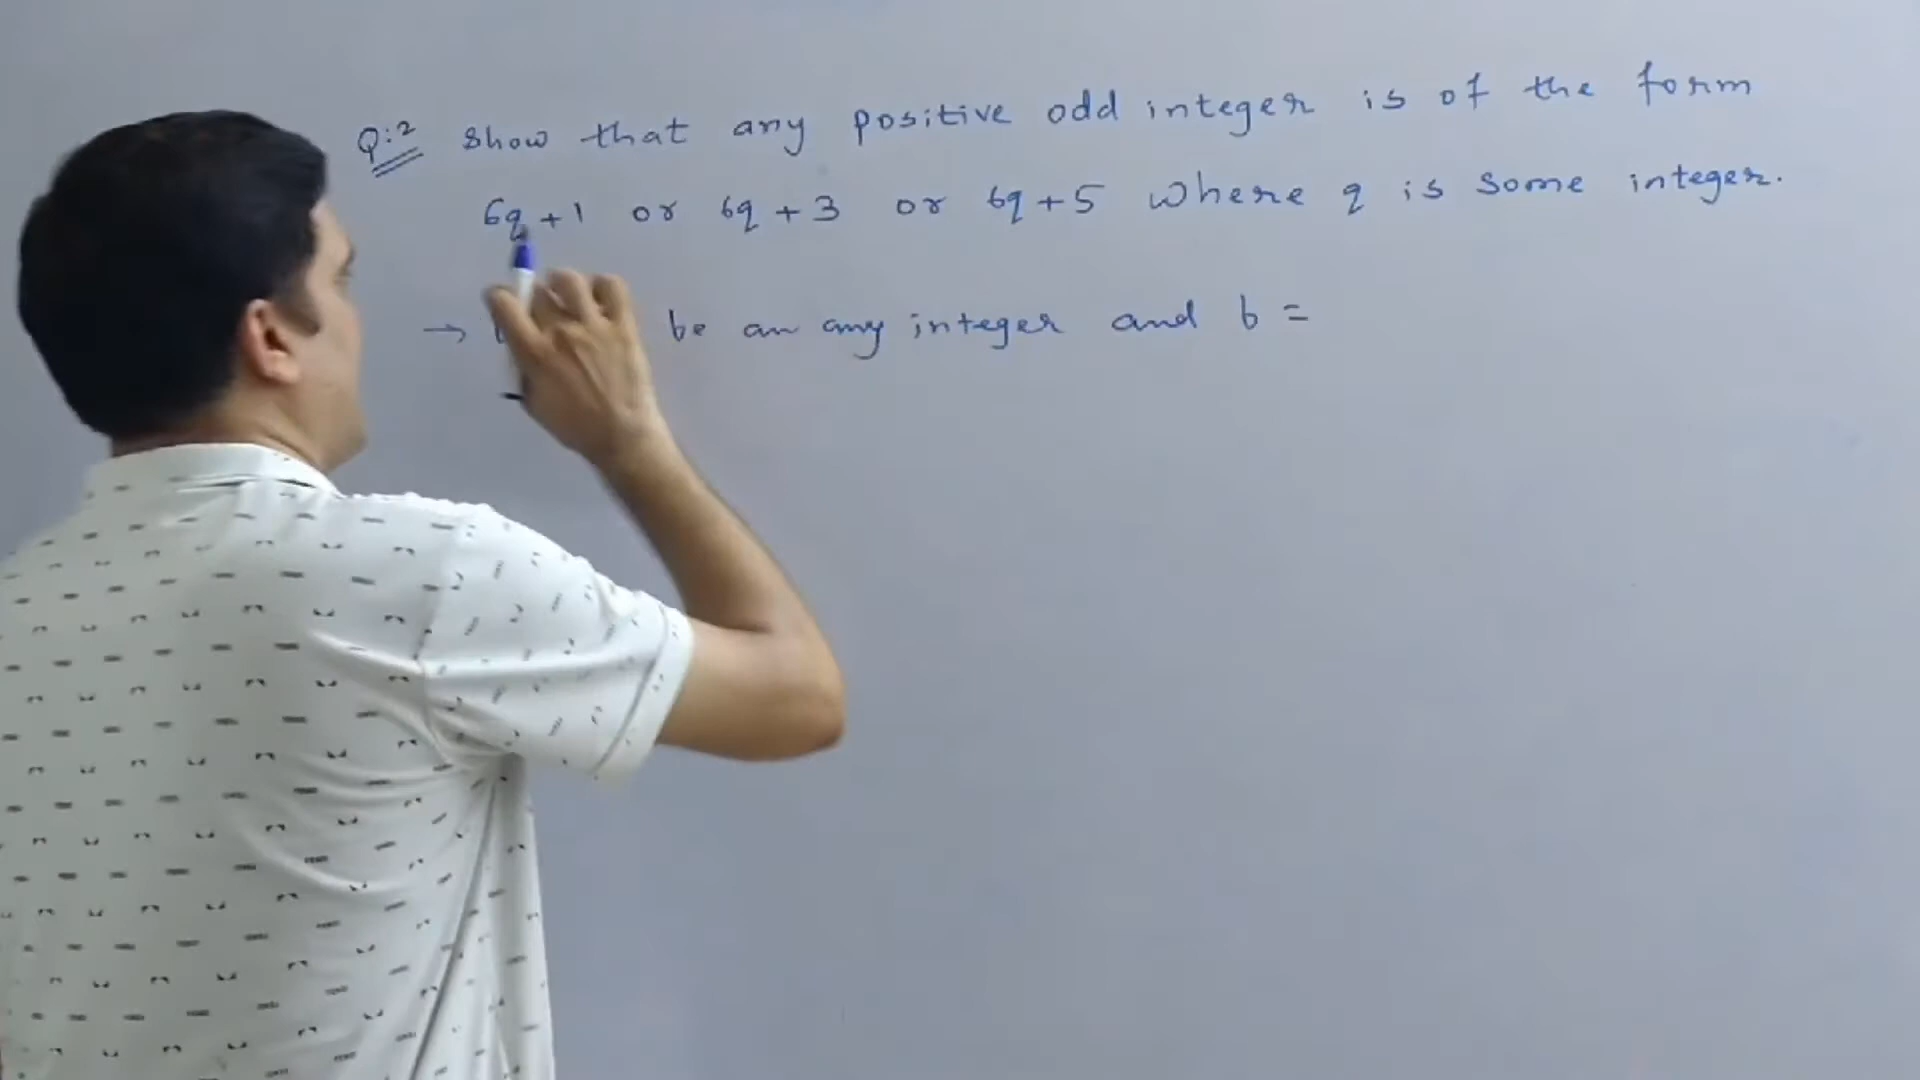 Q:2 Show that any positive odd integer is of the form
6q + 1 or 6q + 3 or 6q + 5 where q is some integer.
→ be an any integer and b =